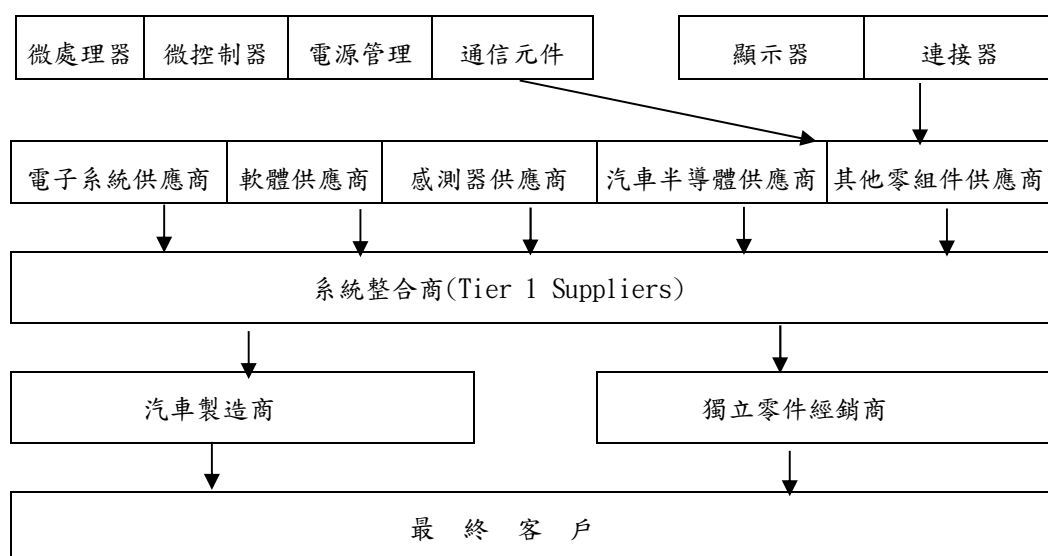 微處理器 微控制器 電源管理 通信元件 顯示器 連接器
電子系統供應商 軟體供應商 感測器供應商 汽車半導體供應商 其他零組件供應商
系統整合商(Tier 1 Suppliers)
汽車製造商 獨立零件經銷商
最 終 客 戶